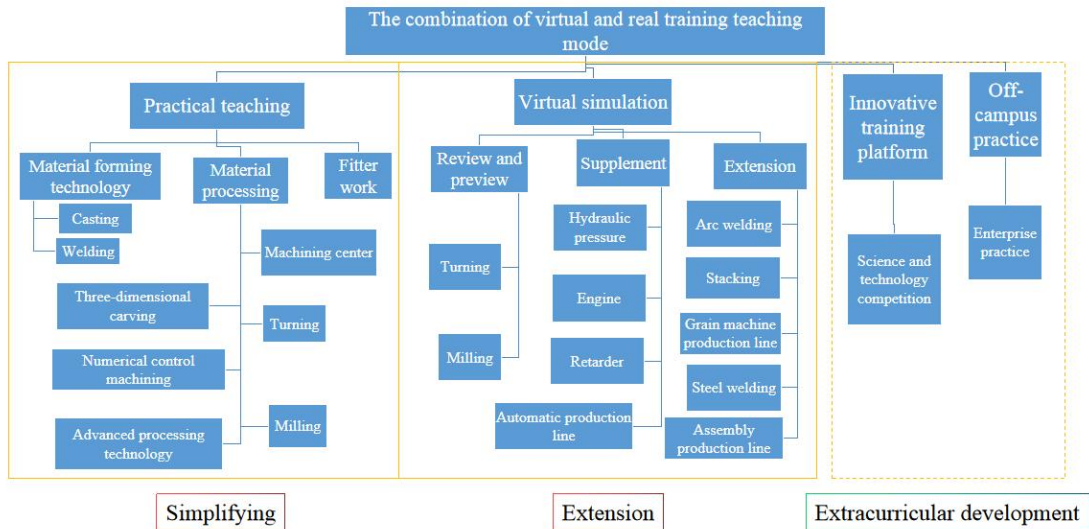 The combination of virtual and real training teaching
mode
Practical teaching
Virtual simulation
Innovative
training
platform
Off-
campus
practice
Material forming
technology
Material
processing
Fitter
work
Review and
preview
Supplement
Extension
Casting
Welding
Machining center
Three-dimensional
carving
Turning
Numerical control
machining
Milling
Advanced processing
technology
Turning
Milling
Hydraulic
pressure
Engine
Retarder
Automatic production
line
Arc welding
Stacking
Grain machine
production line
Steel welding
Assembly
production line
Science and
technology
competition
Enterprise
practice
Simplifying
Extension
Extracurricular development